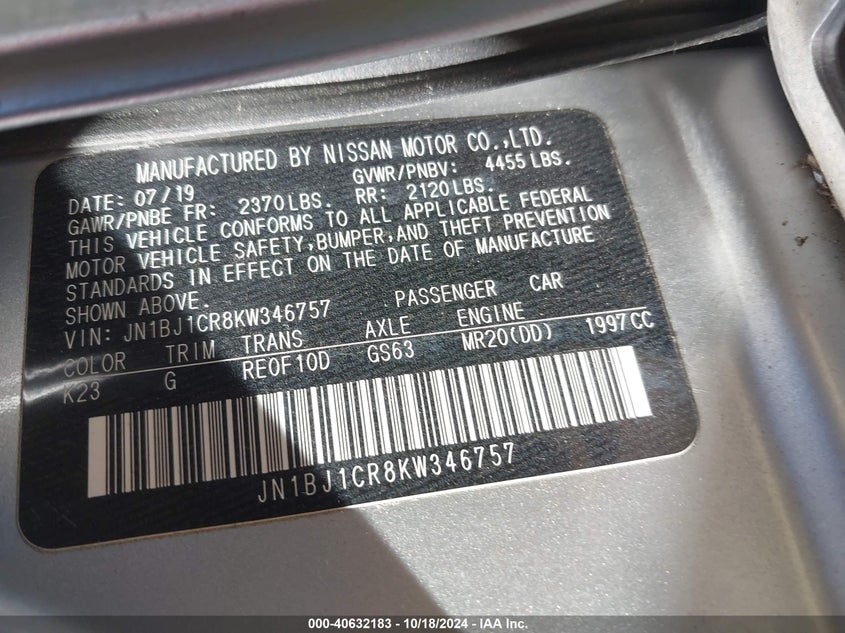 MANUFACTURED BY NISSAN MOTOR CO.,LTD.
DATE: 07/19 GVWR/PNBV: 4455 LBS.
GAWR/PNBE FR: 2370LBS. RR: 2120LBS.
THIS VEHICLE CONFORMS TO ALL APPLICABLE FEDERAL
MOTOR VEHICLE SAFETY,BUMPER,AND THEFT PREVENTION
STANDARDS IN EFFECT ON THE DATE OF MANUFACTURE
SHOWN ABOVE.
VIN: JN1BJ1CR8KW346757 PASSENGER CAR
COLOR TRIM TRANS AXLE ENGINE
K23 G RE0F10D GS63 MR20(DD) 1997CC
JN1BJ1CR8KW346757
000-40632183 - 10/18/2024 - IAA Inc.